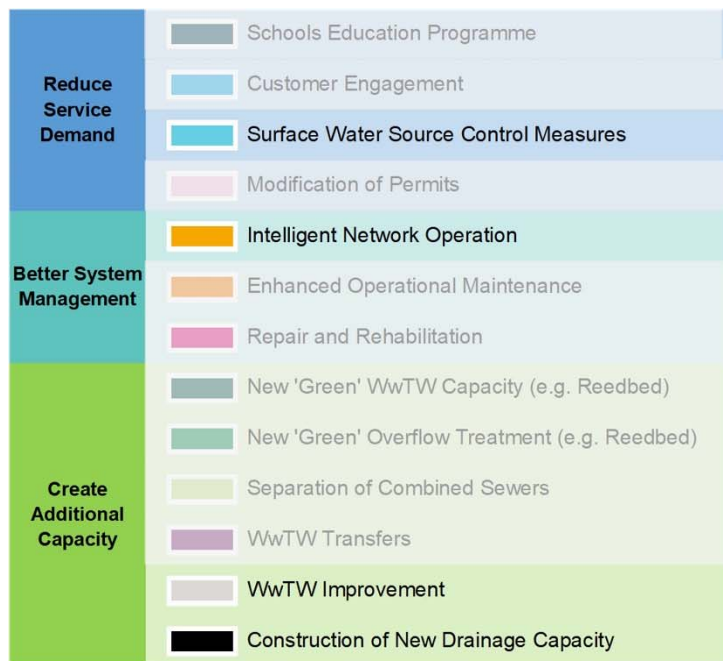 Reduce
Service
Demand
Schools Education Programme
Customer Engagement
Surface Water Source Control Measures
Modification of Permits
Better System
Management
Intelligent Network Operation
Enhanced Operational Maintenance
Repair and Rehabilitation
Create
Additional
Capacity
New 'Green' WwTW Capacity (e.g. Reedbed)
New 'Green' Overflow Treatment (e.g. Reedbed)
Separation of Combined Sewers
WwTW Transfers
WwTW Improvement
Construction of New Drainage Capacity